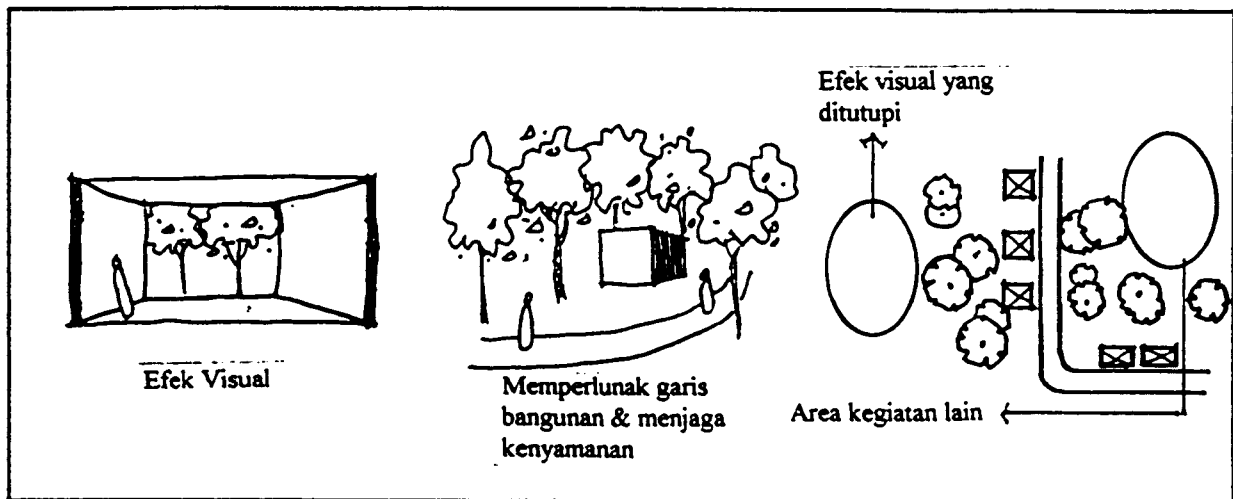 Efek visual yang
ditutupi
Efek Visual
Memperlunak garis
bangunan & menjaga
kenyamanan
Area kegiatan lain